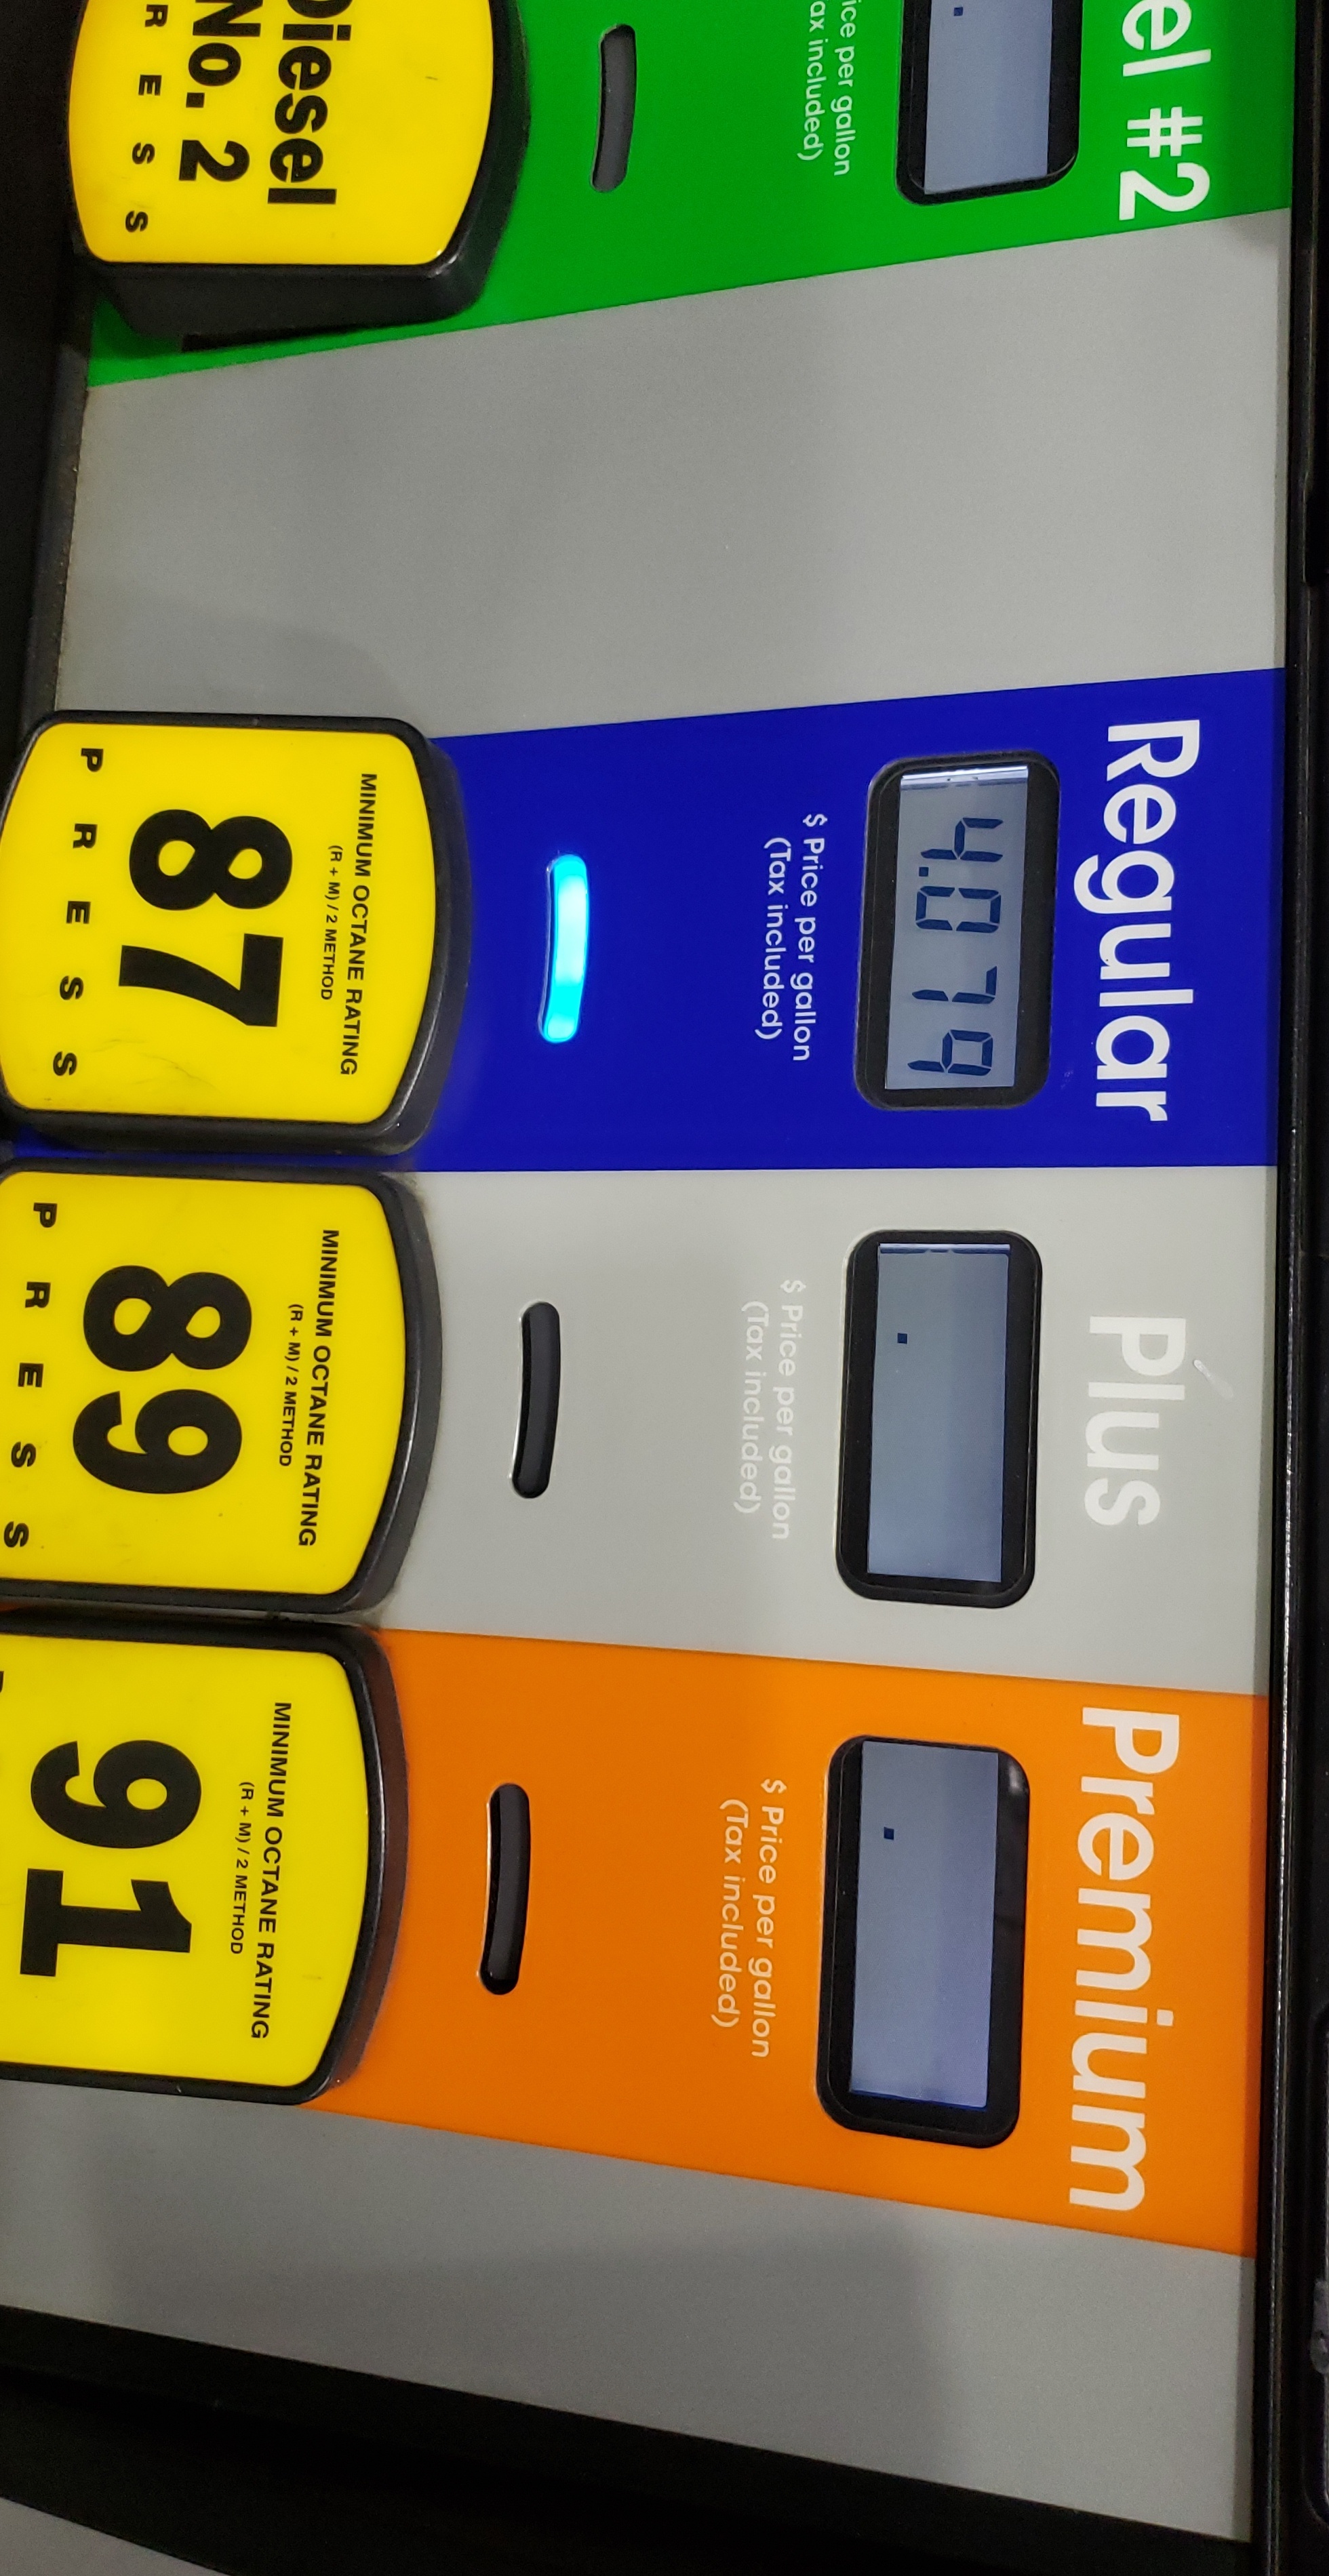 el #2
ice per gallon
ax included)
Diesel
No. 2
RESS
Regular
4.079
$ Price per gallon
(Tax included)
MINIMUM OCTANE RATING
(R + M) / 2 METHOD
87
PRESS
Plus
$ Price per gallon
(Tax included)
MINIMUM OCTANE RATING
(R + M) / 2 METHOD
89
PRESS
Premium
$ Price per gallon
(Tax included)
MINIMUM OCTANE RATING
(R + M) / 2 METHOD
91